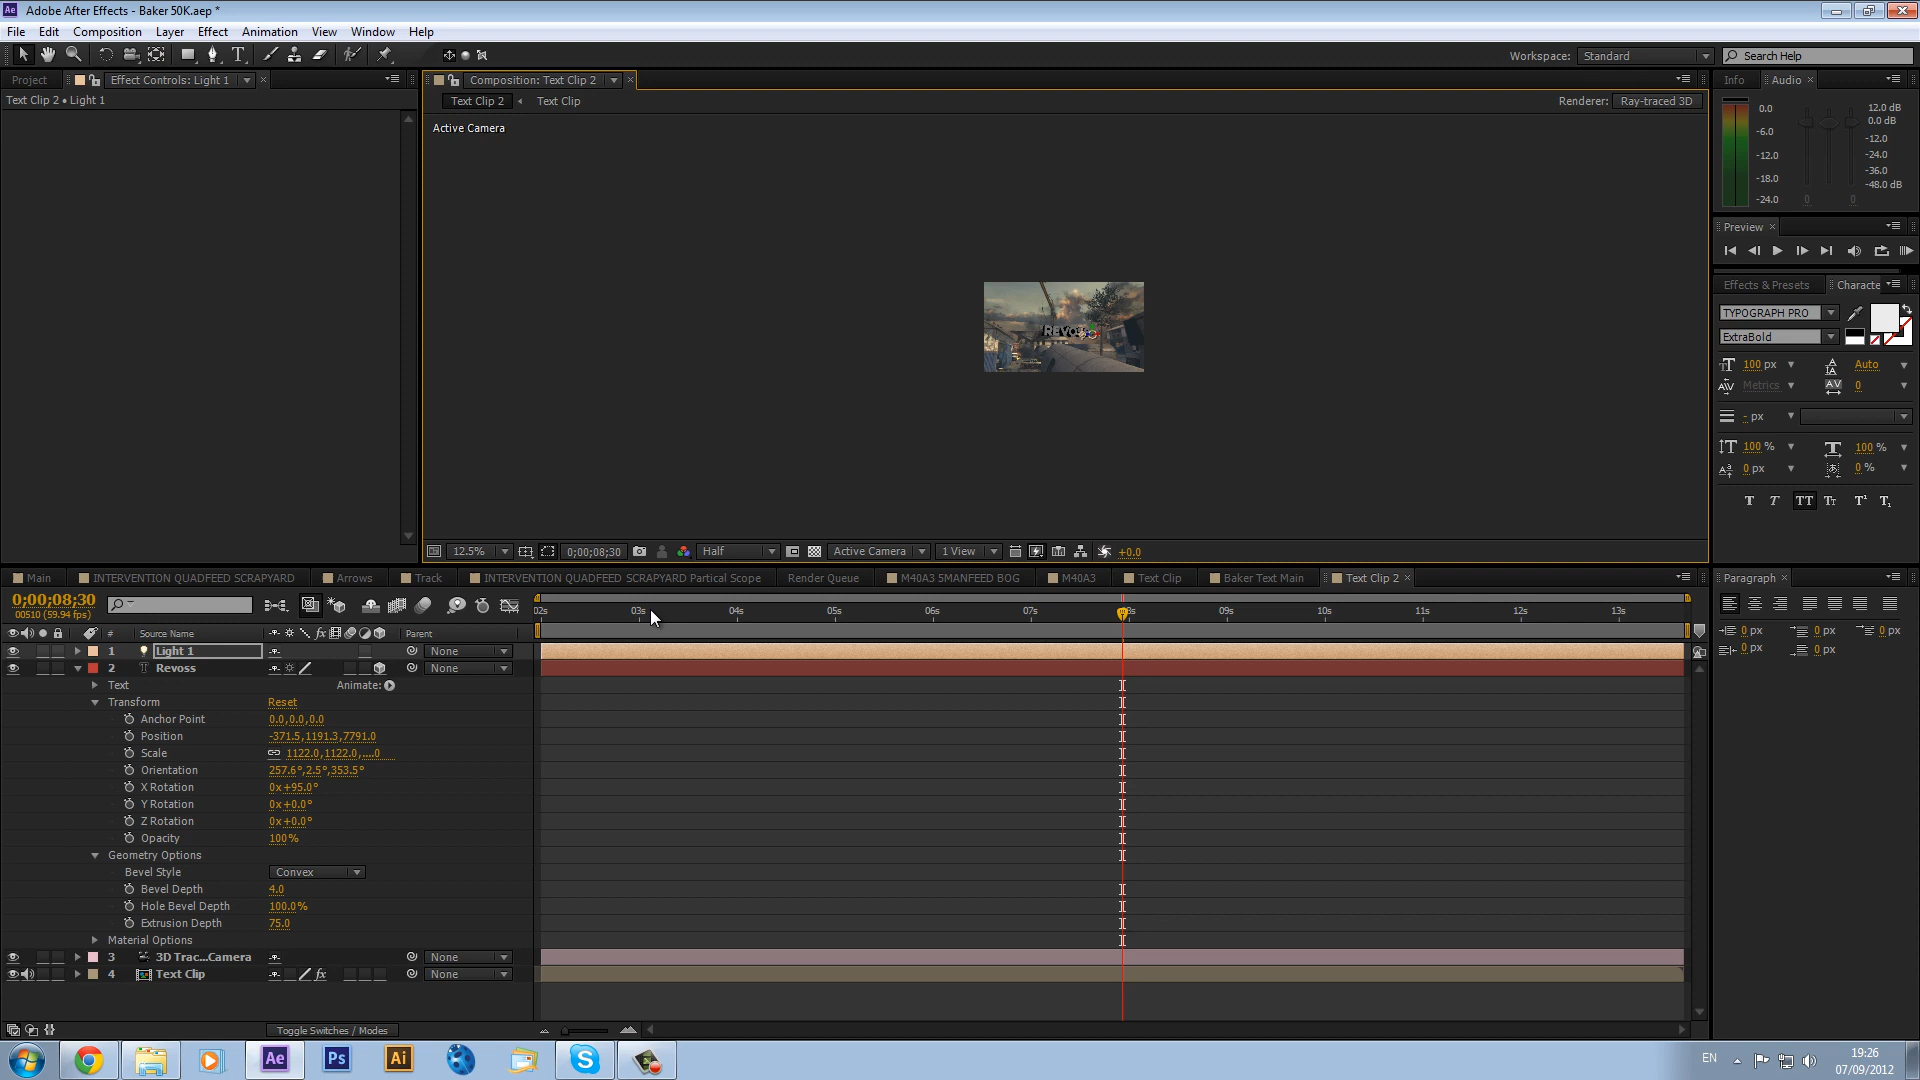 Adobe After Effects - Baker 50K.aep *
File Edit Composition Layer Effect Animation View Window Help
Workspace: Standard Search Help
Project Effect Controls: Light 1 Composition: Text Clip 2 Info Audio
Text Clip 2 • Light 1
Text Clip 2 Text Clip Renderer: Ray-traced 3D
Active Camera
REVOSS
0.0 12.0 dB
0.0 dB
-6.0 -12.0
-12.0 -24.0
-18.0 -36.0
-24.0 -48.0 dB
0 0
Preview
Effects & Presets Characte
TYPOGRAPH PRO
ExtraBold
100 px Auto
Metrics 0
- px
100 % 100 %
0 px 0 %
12.5% 0;00;08;30 Half Active Camera 1 View +0.0
Main INTERVENTION QUADFEED SCRAPYARD Arrows Track INTERVENTION QUADFEED SCRAPYARD Partical Scope Render Queue M40A3 5MANFEED BOG M40A3 Text Clip Baker Text Main Text Clip 2 Paragraph
0;00;08;30
00510 (59.94 fps)
02s 03s 04s 05s 06s 07s 08s 09s 10s 11s 12s 13s
# Source Name Parent
1 Light 1 None
2 Revoss None
Text Animate:
Transform Reset
Anchor Point 0.0,0.0,0.0
Position -371.5,1191.3,7791.0
Scale 1122.0,1122.0,....0
Orientation 257.6°,2.5°,353.5°
X Rotation 0x+95.0°
Y Rotation 0x+0.0°
Z Rotation 0x+0.0°
Opacity 100%
Geometry Options
Bevel Style Convex
Bevel Depth 4.0
Hole Bevel Depth 100.0%
Extrusion Depth 75.0
Material Options
3 3D Trac...Camera None
4 Text Clip None
0 px 0 px 0 px
0 px 0 px
Toggle Switches / Modes
Ae Ps Ai
EN 19:26
07/09/2012